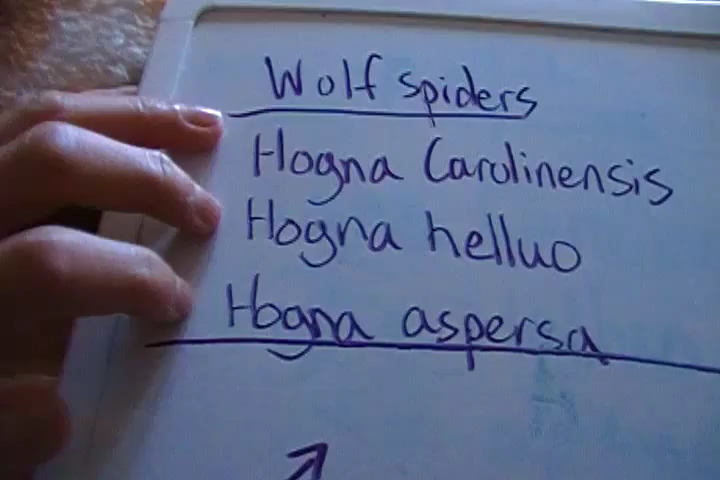 Wolf spiders
Hogna Carolinensis
Hogna helluo
Hogna aspersa